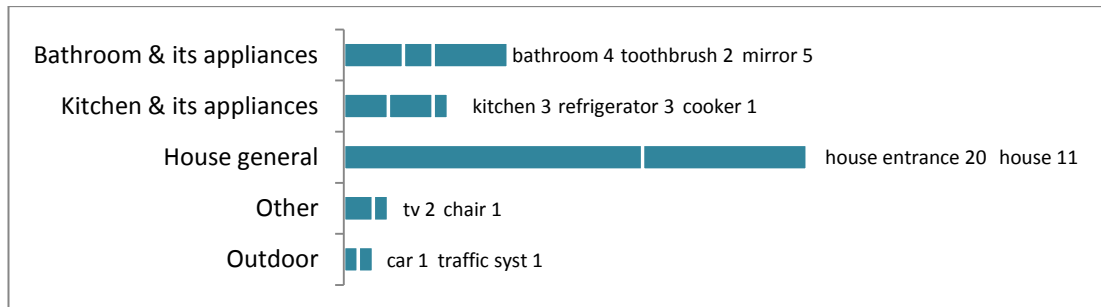 Bathroom & its appliances bathroom 4 toothbrush 2 mirror 5
Kitchen & its appliances kitchen 3 refrigerator 3 cooker 1
House general house entrance 20 house 11
Other tv 2 chair 1
Outdoor car 1 traffic syst 1